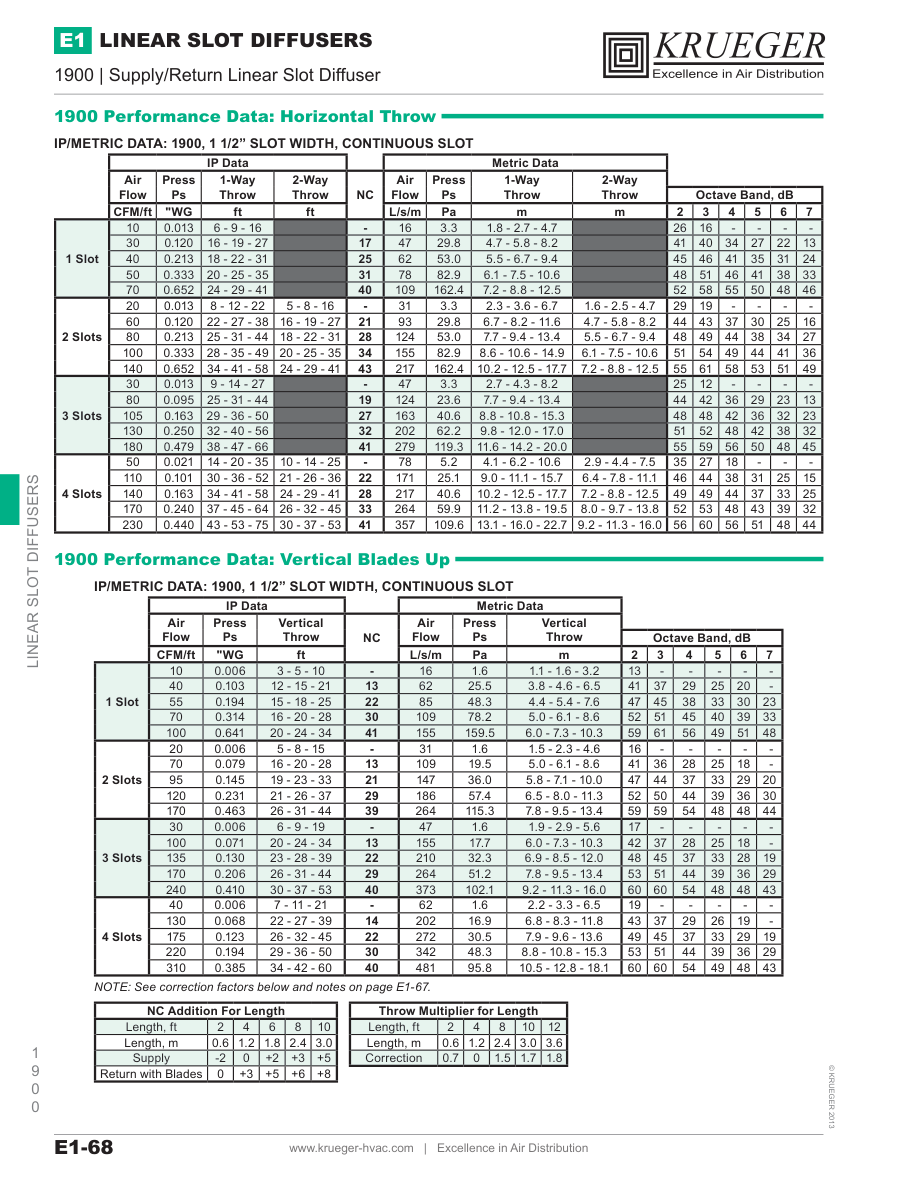 E1 LINEAR SLOT DIFFUSERS
1900 | Supply/Return Linear Slot Diffuser
KRUEGER
Excellence in Air Distribution
1900 Performance Data: Horizontal Throw
IP/METRIC DATA: 1900, 1 1/2” SLOT WIDTH, CONTINUOUS SLOT
IP Data Metric Data
Air Press 1-Way 2-Way Air Press 1-Way 2-Way
Flow Ps Throw Throw NC Flow Ps Throw Throw Octave Band, dB
CFM/ft "WG ft ft L/s/m Pa m m 2 3 4 5 6 7
10 0.013 6 - 9 - 16 - 16 3.3 1.8 - 2.7 - 4.7 26 16 - - - -
30 0.120 16 - 19 - 27 17 47 29.8 4.7 - 5.8 - 8.2 41 40 34 27 22 13
1 Slot 40 0.213 18 - 22 - 31 25 62 53.0 5.5 - 6.7 - 9.4 45 46 41 35 31 24
50 0.333 20 - 25 - 35 31 78 82.9 6.1 - 7.5 - 10.6 48 51 46 41 38 33
70 0.652 24 - 29 - 41 40 109 162.4 7.2 - 8.8 - 12.5 52 58 55 50 48 46
20 0.013 8 - 12 - 22 5 - 8 - 16 - 31 3.3 2.3 - 3.6 - 6.7 1.6 - 2.5 - 4.7 29 19 - - - -
60 0.120 22 - 27 - 38 16 - 19 - 27 21 93 29.8 6.7 - 8.2 - 11.6 4.7 - 5.8 - 8.2 44 43 37 30 25 16
2 Slots 80 0.213 25 - 31 - 44 18 - 22 - 31 28 124 53.0 7.7 - 9.4 - 13.4 5.5 - 6.7 - 9.4 48 49 44 38 34 27
100 0.333 28 - 35 - 49 20 - 25 - 35 34 155 82.9 8.6 - 10.6 - 14.9 6.1 - 7.5 - 10.6 51 54 49 44 41 36
140 0.652 34 - 41 - 58 24 - 29 - 41 43 217 162.4 10.2 - 12.5 - 17.7 7.2 - 8.8 - 12.5 55 61 58 53 51 49
30 0.013 9 - 14 - 27 - 47 3.3 2.7 - 4.3 - 8.2 25 12 - - - -
80 0.095 25 - 31 - 44 19 124 23.6 7.7 - 9.4 - 13.4 44 42 36 29 23 13
3 Slots 105 0.163 29 - 36 - 50 27 163 40.6 8.8 - 10.8 - 15.3 48 48 42 36 32 23
130 0.250 32 - 40 - 56 32 202 62.2 9.8 - 12.0 - 17.0 51 52 48 42 38 32
180 0.479 38 - 47 - 66 41 279 119.3 11.6 - 14.2 - 20.0 55 59 56 50 48 45
50 0.021 14 - 20 - 35 10 - 14 - 25 - 78 5.2 4.1 - 6.2 - 10.6 2.9 - 4.4 - 7.5 35 27 18 - - -
110 0.101 30 - 36 - 52 21 - 26 - 36 22 171 25.1 9.0 - 11.1 - 15.7 6.4 - 7.8 - 11.1 46 44 38 31 25 15
4 Slots 140 0.163 34 - 41 - 58 24 - 29 - 41 28 217 40.6 10.2 - 12.5 - 17.7 7.2 - 8.8 - 12.5 49 49 44 37 33 25
170 0.240 37 - 45 - 64 26 - 32 - 45 33 264 59.9 11.2 - 13.8 - 19.5 8.0 - 9.7 - 13.8 52 53 48 43 39 32
230 0.440 43 - 53 - 75 30 - 37 - 53 41 357 109.6 13.1 - 16.0 - 22.7 9.2 - 11.3 - 16.0 56 60 56 51 48 44
1900 Performance Data: Vertical Blades Up
IP/METRIC DATA: 1900, 1 1/2” SLOT WIDTH, CONTINUOUS SLOT
IP Data Metric Data
Air Press Vertical Air Press Vertical
Flow Ps Throw NC Flow Ps Throw Octave Band, dB
CFM/ft "WG ft L/s/m Pa m 2 3 4 5 6 7
10 0.006 3 - 5 - 10 - 16 1.6 1.1 - 1.6 - 3.2 13 - - - - -
40 0.103 12 - 15 - 21 13 62 25.5 3.8 - 4.6 - 6.5 41 37 29 25 20 -
1 Slot 55 0.194 15 - 18 - 25 22 85 48.3 4.4 - 5.4 - 7.6 47 45 38 33 30 23
70 0.314 16 - 20 - 28 30 109 78.2 5.0 - 6.1 - 8.6 52 51 45 40 39 33
100 0.641 20 - 24 - 34 41 155 159.5 6.0 - 7.3 - 10.3 59 61 56 49 51 48
20 0.006 5 - 8 - 15 - 31 1.6 1.5 - 2.3 - 4.6 16 - - - - -
70 0.079 16 - 20 - 28 13 109 19.5 5.0 - 6.1 - 8.6 41 36 28 25 18 -
2 Slots 95 0.145 19 - 23 - 33 21 147 36.0 5.8 - 7.1 - 10.0 47 44 37 33 29 20
120 0.231 21 - 26 - 37 29 186 57.4 6.5 - 8.0 - 11.3 52 50 44 39 36 30
170 0.463 26 - 31 - 44 39 264 115.3 7.8 - 9.5 - 13.4 59 59 54 48 48 44
30 0.006 6 - 9 - 19 - 47 1.6 1.9 - 2.9 - 5.6 17 - - - - -
100 0.071 20 - 24 - 34 13 155 17.7 6.0 - 7.3 - 10.3 42 37 28 25 18 -
3 Slots 135 0.130 23 - 28 - 39 22 210 32.3 6.9 - 8.5 - 12.0 48 45 37 33 28 19
170 0.206 26 - 31 - 44 29 264 51.2 7.8 - 9.5 - 13.4 53 51 44 39 36 29
240 0.410 30 - 37 - 53 40 373 102.1 9.2 - 11.3 - 16.0 60 60 54 48 48 43
40 0.006 7 - 11 - 21 - 62 1.6 2.2 - 3.3 - 6.5 19 - - - - -
130 0.068 22 - 27 - 39 14 202 16.9 6.8 - 8.3 - 11.8 43 37 29 26 19 -
4 Slots 175 0.123 26 - 32 - 45 22 272 30.5 7.9 - 9.6 - 13.6 49 45 37 33 29 19
220 0.194 29 - 36 - 50 30 342 48.3 8.8 - 10.8 - 15.3 53 51 44 39 36 29
310 0.385 34 - 42 - 60 40 481 95.8 10.5 - 12.8 - 18.1 60 60 54 49 48 43
NOTE: See correction factors below and notes on page E1-67.
NC Addition For Length
Length, ft 2 4 6 8 10
Length, m 0.6 1.2 1.8 2.4 3.0
Supply -2 0 +2 +3 +5
Return with Blades 0 +3 +5 +6 +8
Throw Multiplier for Length
Length, ft 2 4 8 10 12
Length, m 0.6 1.2 2.4 3.0 3.6
Correction 0.7 0 1.5 1.7 1.8
LINEAR SLOT DIFFUSERS
1
9
0
0
© KRUEGER 2013
E1-68
www.krueger-hvac.com | Excellence in Air Distribution